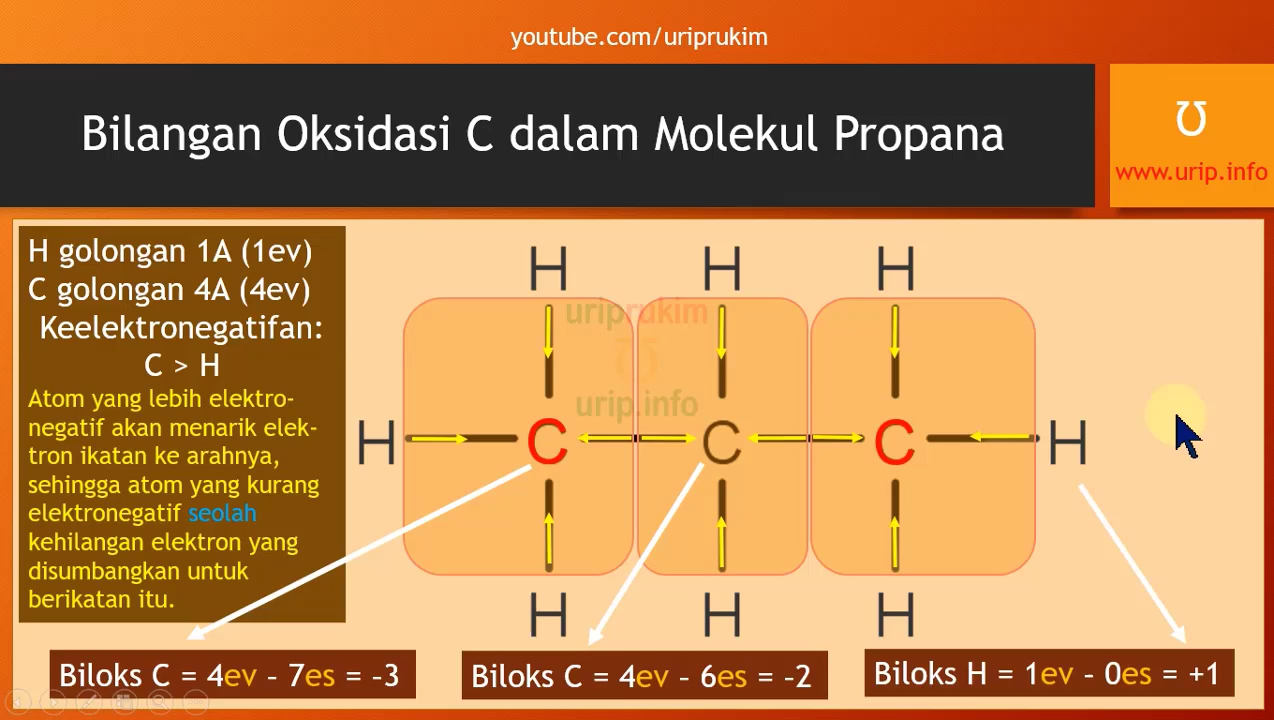 youtube.com/uriprukim
Bilangan Oksidasi C dalam Molekul Propana
Ʊ
www.urip.info
H golongan 1A (1ev)
C golongan 4A (4ev)
Keelektronegatifan:
C > H
Atom yang lebih elektro-
negatif akan menarik elek-
tron ikatan ke arahnya,
sehingga atom yang kurang
elektronegatif seolah
kehilangan elektron yang
disumbangkan untuk
berikatan itu.
H H H
uriprukim
Ʊ
urip.info
H C C C H
H H H
Biloks C = 4ev - 7es = -3
Biloks C = 4ev - 6es = -2
Biloks H = 1ev - 0es = +1